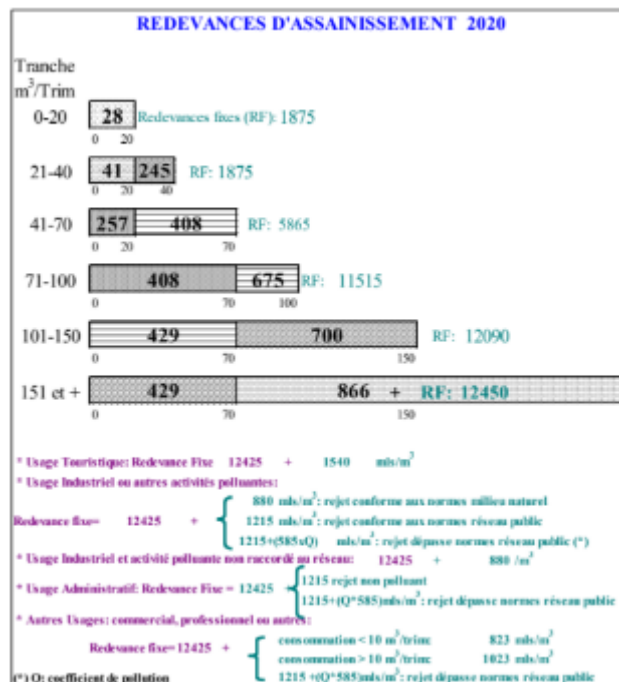 REDEVANCES D'ASSAINISSEMENT 2020
Tranche
m³/Trim
0-20 28 Redevances fixes (RF): 1875
0 20
21-40 41 245 RF: 1875
0 20 40
41-70 257 408 RF: 5865
0 20 70
71-100 408 675 RF: 11515
0 70 100
101-150 429 700 RF: 12090
0 70 150
151 et + 429 866 + RF: 12450
0 70 150
* Usage Touristique: Redevance Fixe 12425 + 1540 mls/m³
* Usage Industriel ou autres activités polluantes:
880 mls/m³: rejet conforme aux normes milieu naturel
Redevance fixe= 12425 + 1215 mls/m³: rejet conforme aux normes réseau public
1215+(585xQ) mls/m³: rejet dépasse normes réseau public (*)
* Usage Industriel et activité polluante non raccordé au réseau: 12425 + 880 /m³
1215 rejet non polluant
* Usage Administratif: Redevance Fixe = 12425 +
1215+(Q*585)mls/m³: rejet dépasse normes réseau public
* Autres Usages: commercial, professionnel ou autres:
consommation < 10 m³/trim: 823 mls/m³
Redevance fixe= 12425 +
consommation > 10 m³/trim: 1023 mls/m³
(*) Q: coefficient de pollution 1215 +(Q*585)mls/m³: rejet dépasse normes réseau public